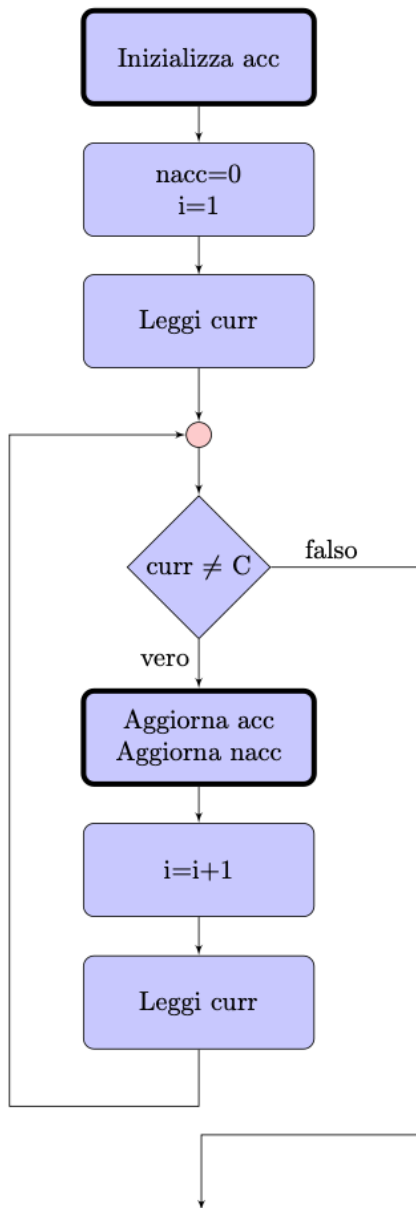 Inizializza acc
nacc=0
i=1
Leggi curr
curr ≠ C
falso
vero
Aggiorna acc
Aggiorna nacc
i=i+1
Leggi curr